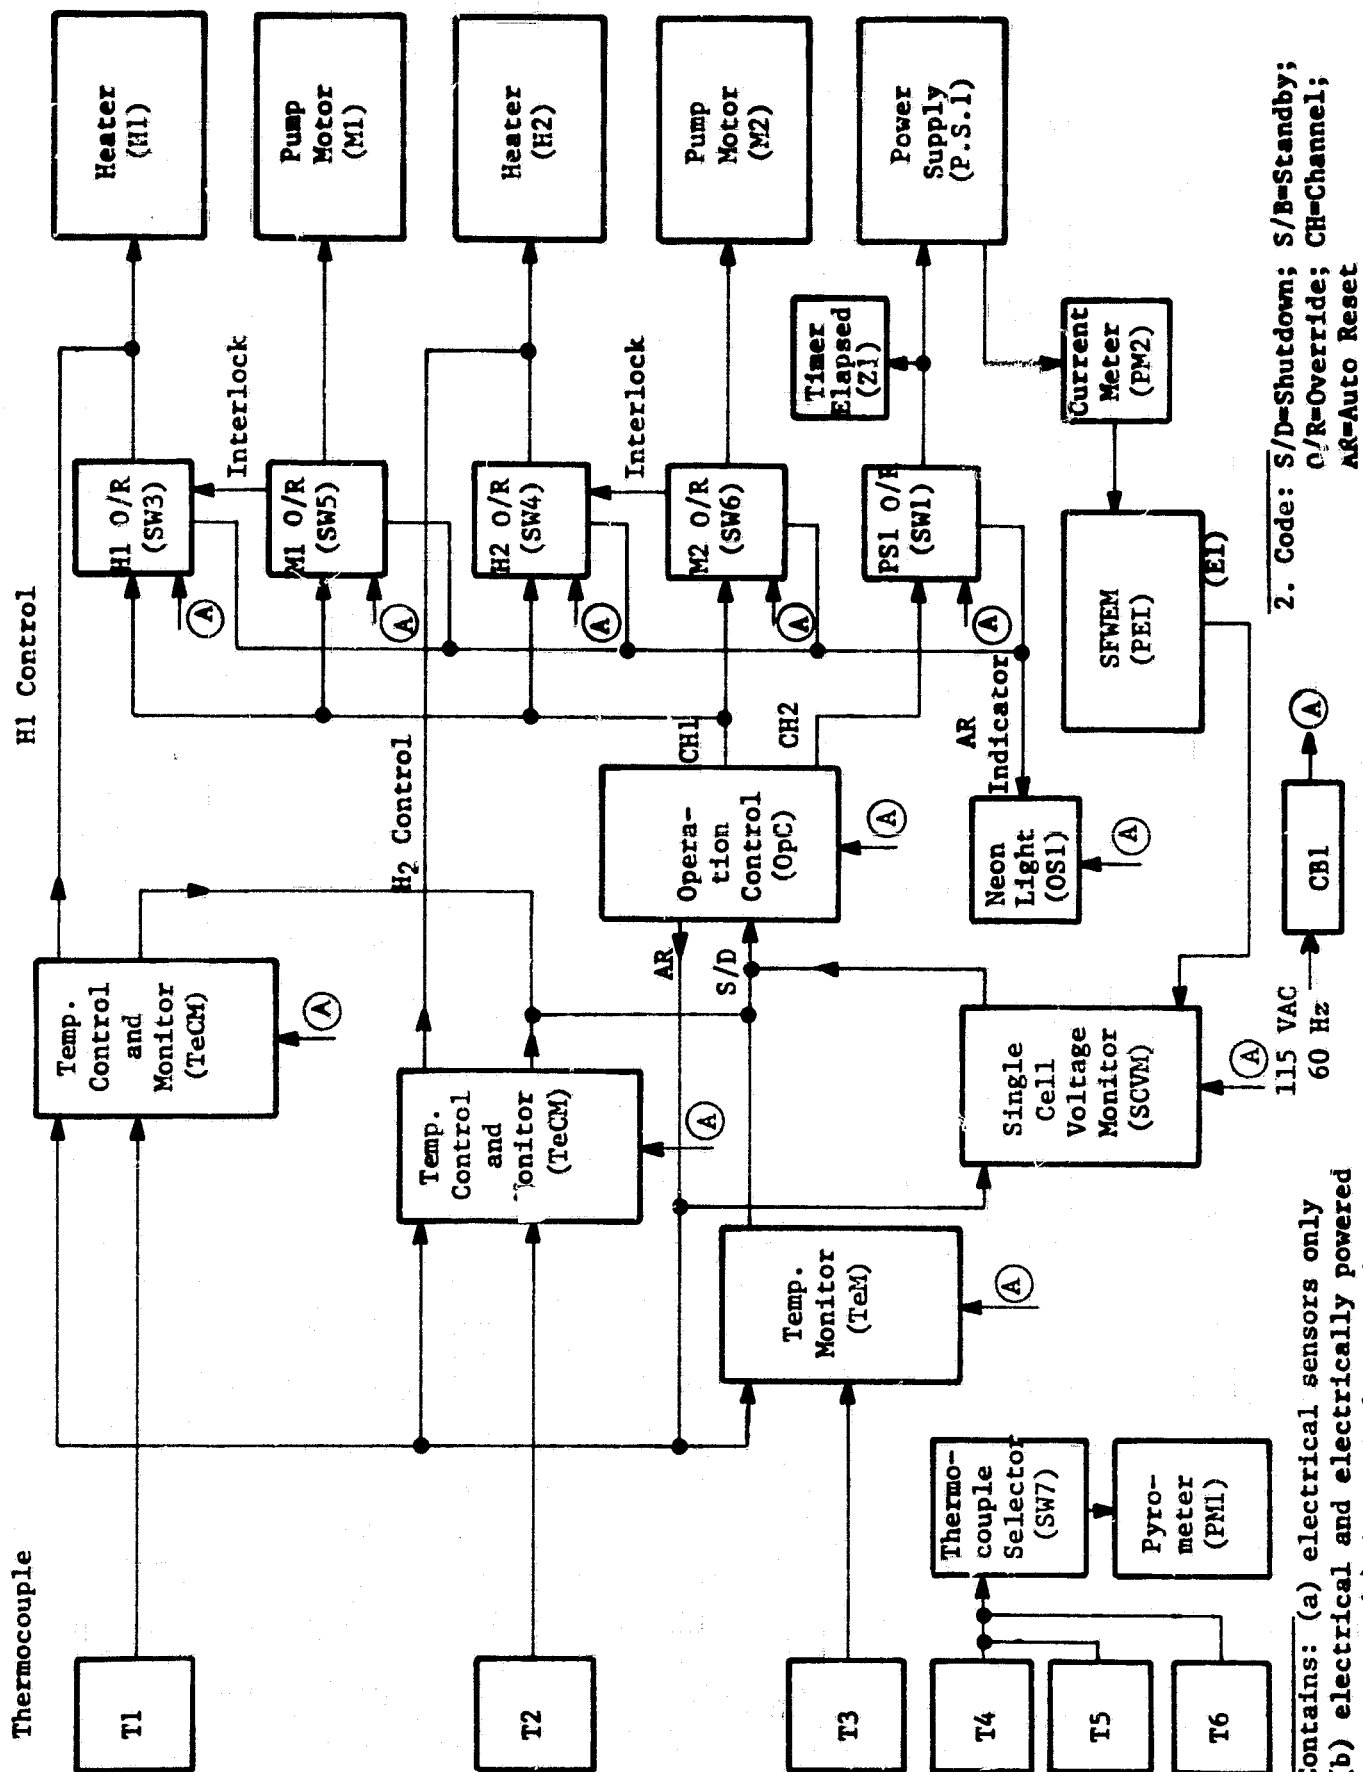 Thermocouple
T1
T2
T3
T4
T5
T6
Thermo-
couple
Selector
(SW7)
Pyro-
meter
(PM1)
Temp.
Control
and
Monitor
(TeCM)
A
Temp.
Control
and
Monitor
(TeCM)
A
Temp.
Monitor
(TeM)
A
Single
Cell
Voltage
Monitor
(SCVM)
A
AR
S/D
H1 Control
H2 Control
Opera-
tion
Control
(OpC)
A
CH1
CH2
Neon
Light
(OS1)
A
AR
Indicator
H1 O/R
(SW3)
A
Interlock
M1 O/R
(SW5)
A
H2 O/R
(SW4)
A
Interlock
M2 O/R
(SW6)
A
PS1 O/R
(SW1)
A
SFWEM
(PEI)
(E1)
Timer
Elapsed
(Z1)
Current
Meter
(PM2)
Heater
(H1)
Pump
Motor
(M1)
Heater
(H2)
Pump
Motor
(M2)
Power
Supply
(P.S.1)
115 VAC
60 Hz
CB1
A
ontains: (a) electrical sensors only
b) electrical and electrically powered
2. Code: S/D=Shutdown; S/B=Standby;
O/R=Override; CH=Channel;
AR=Auto Reset